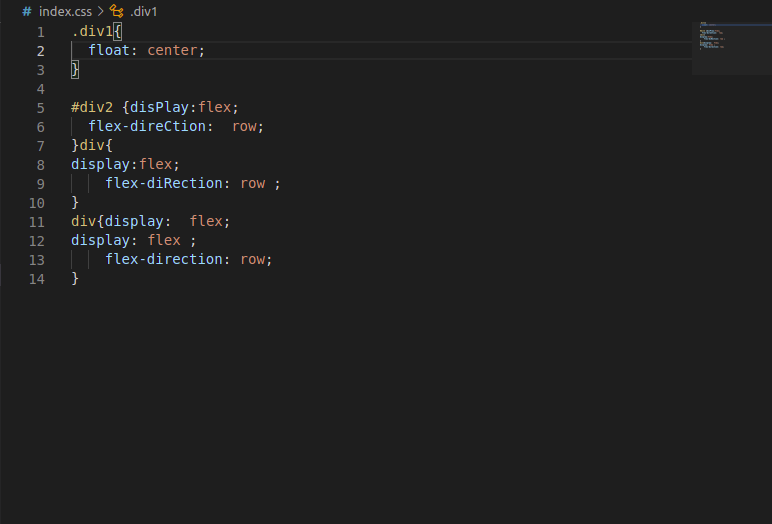 # index.css > .div1
1 .div1{
2   float: center;
3 }
4
5 #div2 {disPlay:flex;
6   flex-direCtion:  row;
7 }div{
8 display:flex;
9     flex-diRection: row ;
10 }
11 div{display:  flex;
12 display: flex ;
13     flex-direction: row;
14 }